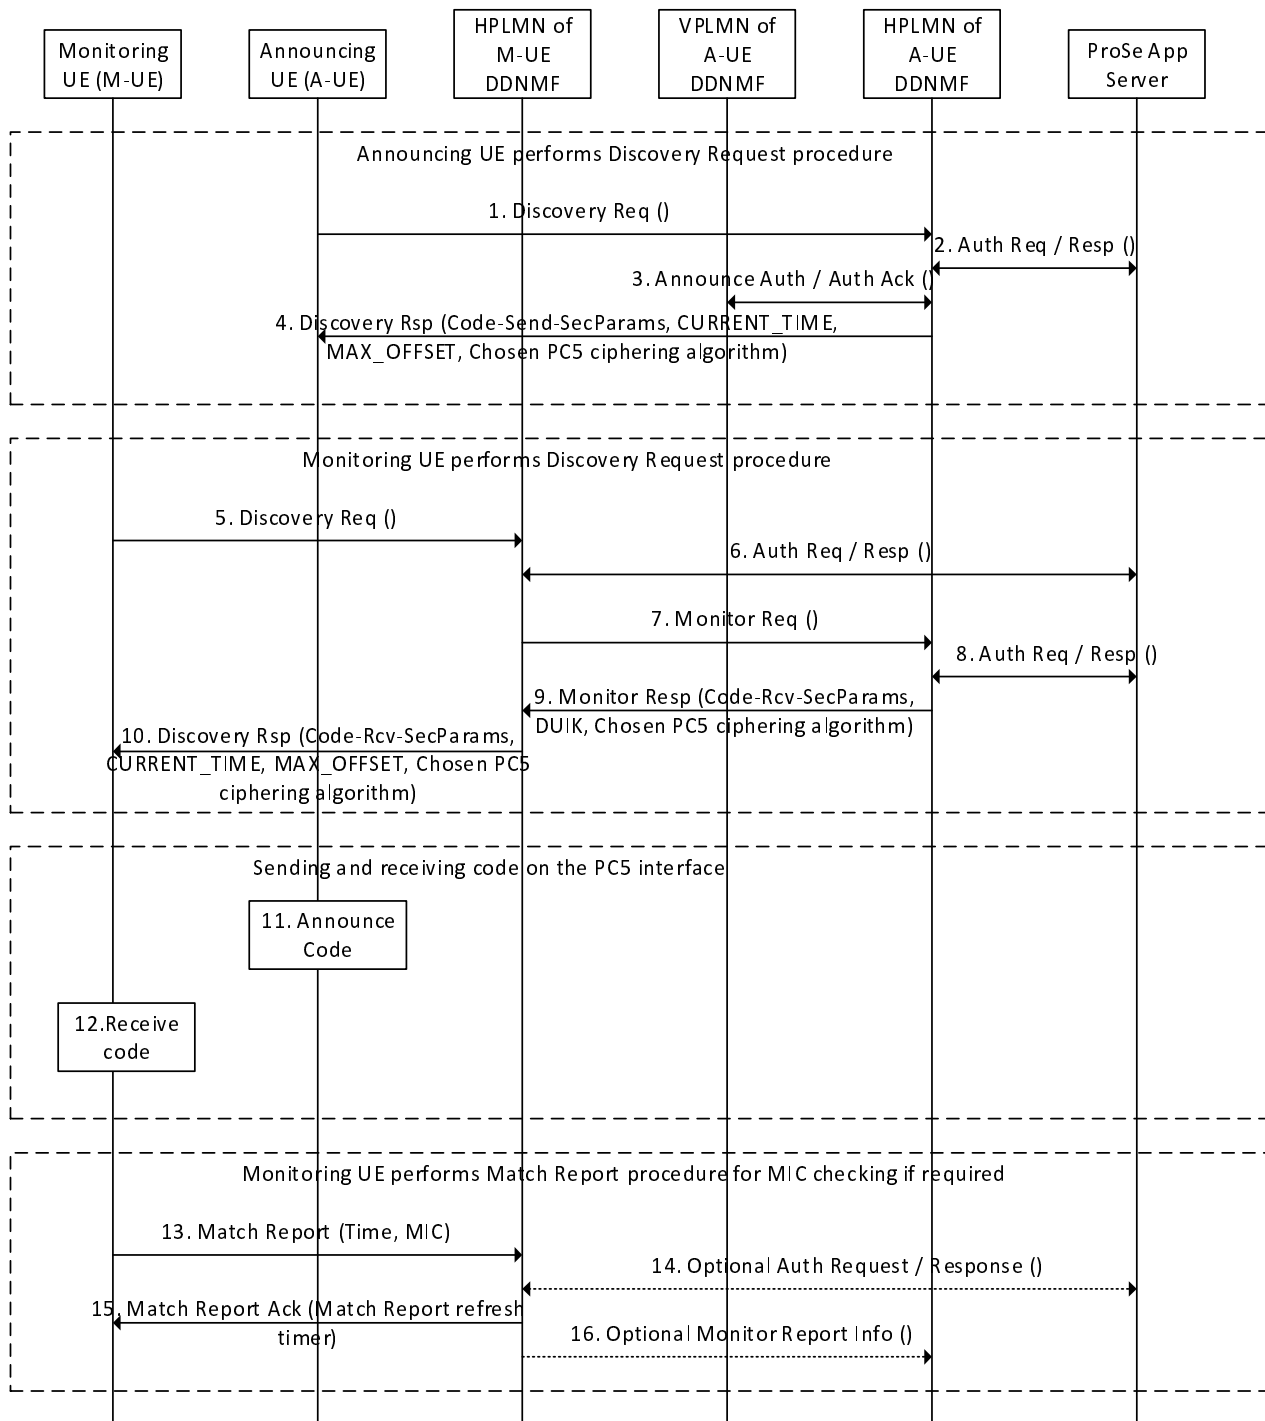 Monitoring
UE (M-UE)
Announcing
UE (A-UE)
HPLMN of
M-UE
DDNMF
VPLMN of
A-UE
DDNMF
HPLMN of
A-UE
DDNMF
ProSe App
Server
Announcing UE performs Discovery Request procedure
1. Discovery Req ()
2. Auth Req / Resp ()
3. Announce Auth / Auth Ack ()
4. Discovery Rsp (Code-Send-SecParams, CURRENT_TIME,
MAX_OFFSET, Chosen PC5 ciphering algorithm)
Monitoring UE performs Discovery Request procedure
5. Discovery Req ()
6. Auth Req / Resp ()
7. Monitor Req ()
8. Auth Req / Resp ()
9. Monitor Resp (Code-Rcv-SecParams,
DUIK, Chosen PC5 ciphering algorithm)
10. Discovery Rsp (Code-Rcv-SecParams,
CURRENT_TIME, MAX_OFFSET, Chosen PC5
ciphering algorithm)
Sending and receiving code on the PC5 interface
11. Announce
Code
12.Receive
code
Monitoring UE performs Match Report procedure for MIC checking if required
13. Match Report (Time, MIC)
14. Optional Auth Request / Response ()
15. Match Report Ack (Match Report refresh
timer)
16. Optional Monitor Report Info ()